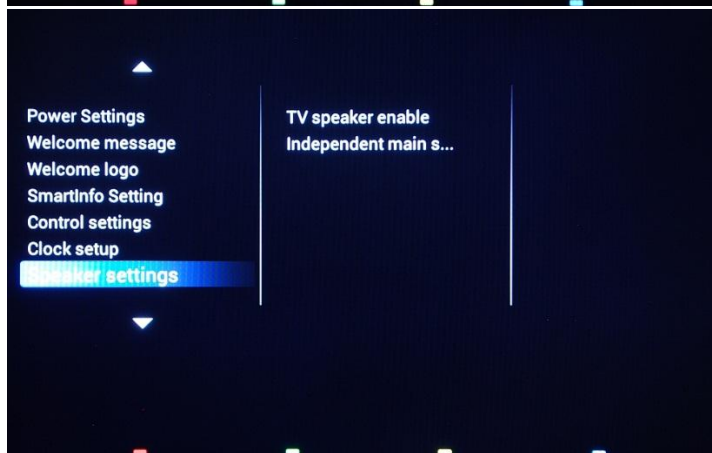 Power Settings
Welcome message
Welcome logo
SmartInfo Setting
Control settings
Clock setup
Speaker settings
TV speaker enable
Independent main s...